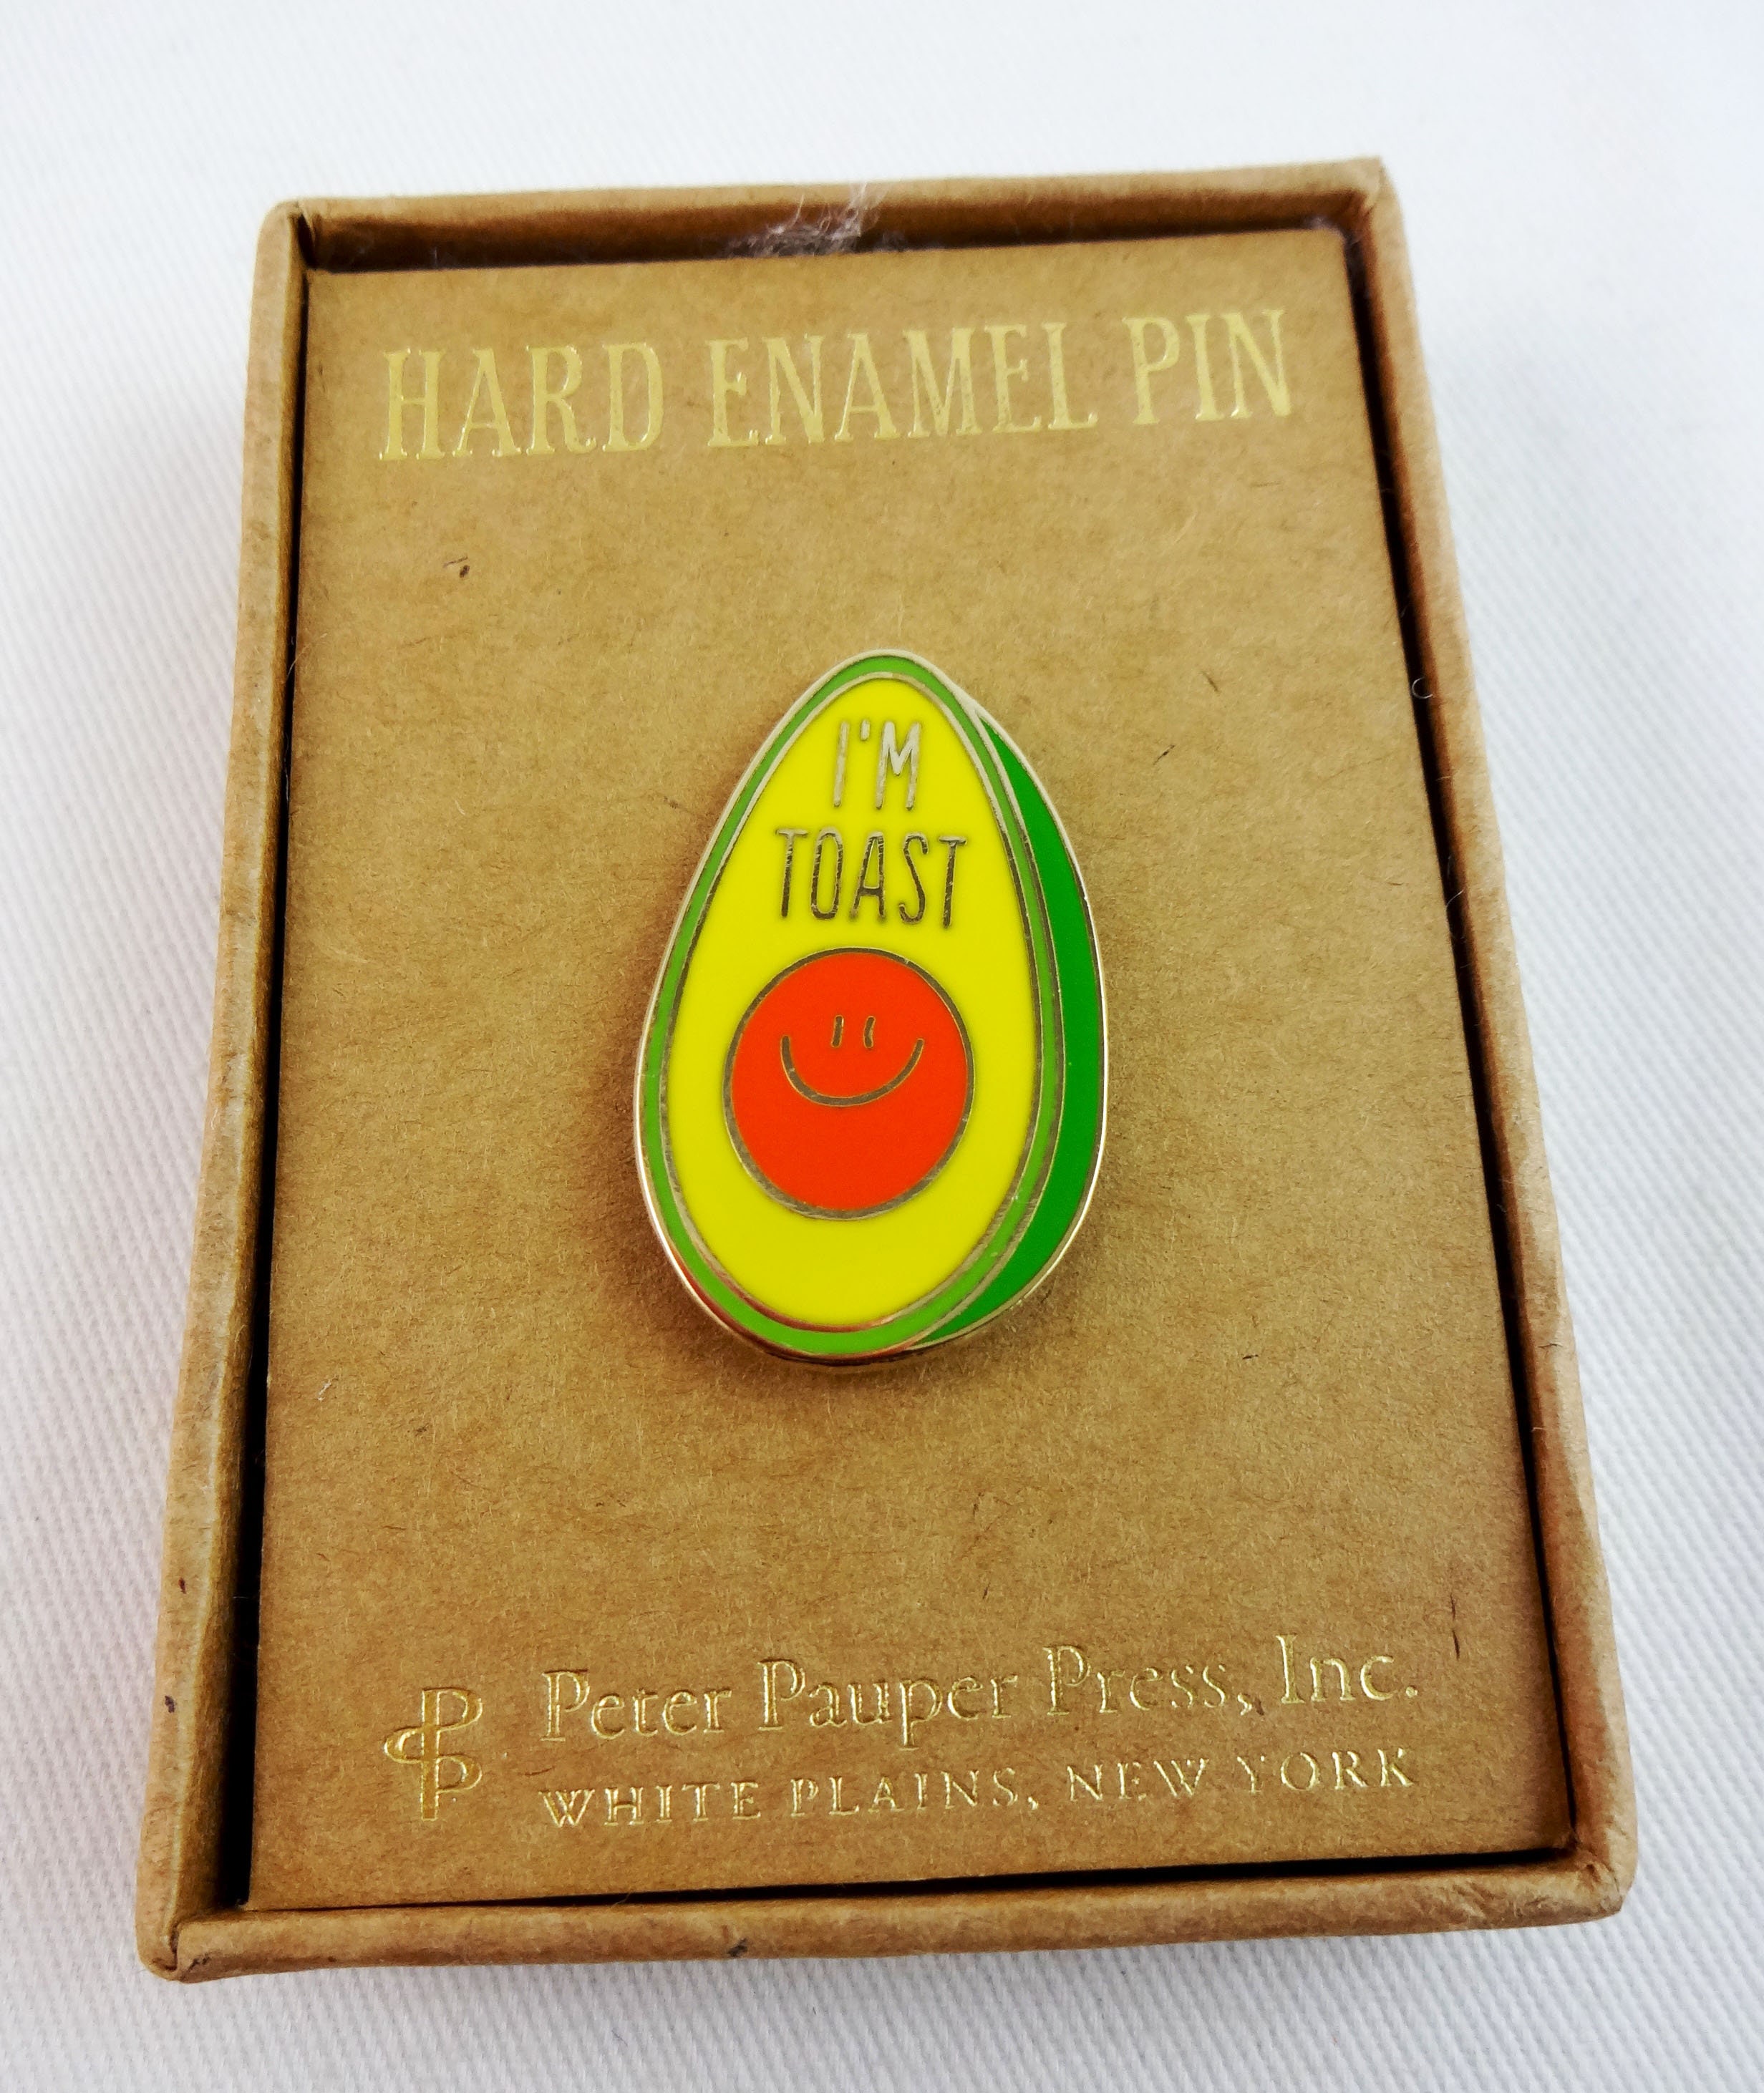 HARD ENAMEL PIN
I'M
TOAST
Peter Pauper Press, Inc.
WHITE PLAINS, NEW YORK